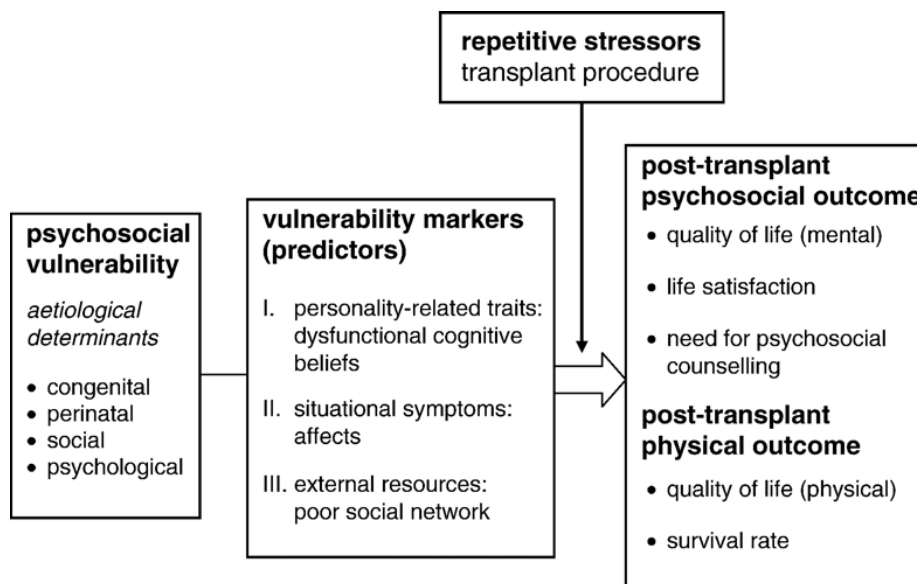 repetitive stressors
transplant procedure
psychosocial
vulnerability
aetiological
determinants
• congenital
• perinatal
• social
• psychological
vulnerability markers
(predictors)
I. personality-related traits:
dysfunctional cognitive
beliefs
II. situational symptoms:
affects
III. external resources:
poor social network
post-transplant
psychosocial outcome
• quality of life (mental)
• life satisfaction
• need for psychosocial
counselling
post-transplant
physical outcome
• quality of life (physical)
• survival rate